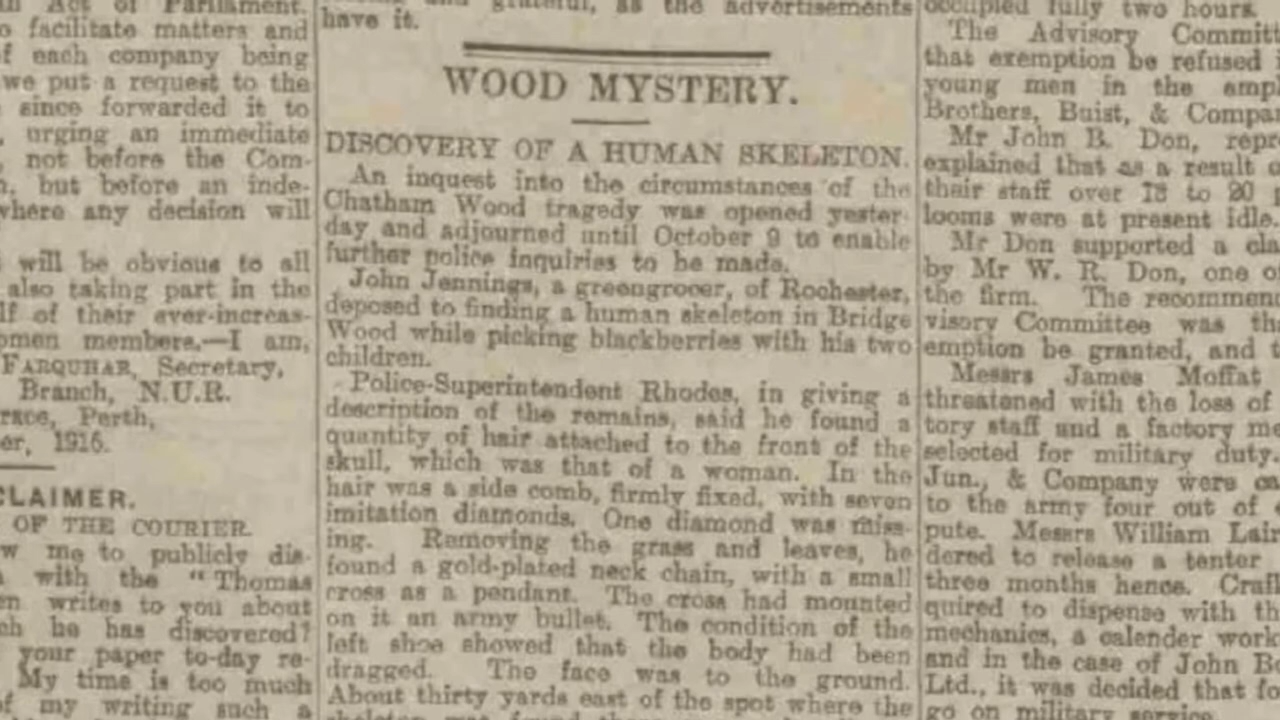 n Act of Parliament.
o facilitate matters and
f each company being
we put a request to the
since forwarded it to
, urging an immediate
, not before the Com-
n, but before an inde-
where any decision will
will be obvious to all
also taking part in the
lf of their ever-increas-
omen members.—I am,
FARQUHAR, Secretary,
Branch, N.U.R.
Perth,
er, 1916.
CLAIMER.
OF THE COURIER.
w me to publicly dis-
with the "Thomas
en writes to you about
ch he has discovered?
your paper to-day re-
My time is too much
of my writing such a
grateful, as the advertisements
have it.
WOOD MYSTERY.
DISCOVERY OF A HUMAN SKELETON.
An inquest into the circumstances of the
Chatham Wood tragedy was opened yester-
day and adjourned until October 9 to enable
further police inquiries to be made.
John Jennings, a greengrocer, of Rochester,
deposed to finding a human skeleton in Bridge
Wood while picking blackberries with his two
children.
Police-Superintendent Rhodes, in giving a
description of the remains, said he found a
quantity of hair attached to the front of the
skull, which was that of a woman. In the
hair was a side comb, firmly fixed, with seven
imitation diamonds. One diamond was miss-
ing. Removing the grass and leaves, he
found a gold-plated neck chain, with a small
cross as a pendant. The cross had mounted
on it an army bullet. The condition of the
left shoe showed that the body had been
dragged. The face was to the ground.
About thirty yards east of the spot where the
skeleton was found
occupied fully two hours.
The Advisory Committ
that exemption be refused
young men in the empl
Brothers, Buist, & Compa
Mr John B. Don, repr
explained that as a result o
their staff over 18 to 20
looms were at present idle.
Mr Don supported a cla
by Mr W. R. Don, one of
the firm. The recommen
visory Committee was th
emption be granted, and t
Messrs James Moffat
threatened with the loss of
tory staff and a factory me
selected for military duty.
Jun., & Company were
to the army four out of
pute. Messrs William Lair
dered to release a tenter
three months hence. Crai
quired to dispense with th
mechanics, a calender work
and in the case of John B
Ltd., it was decided that fo
go on military service.